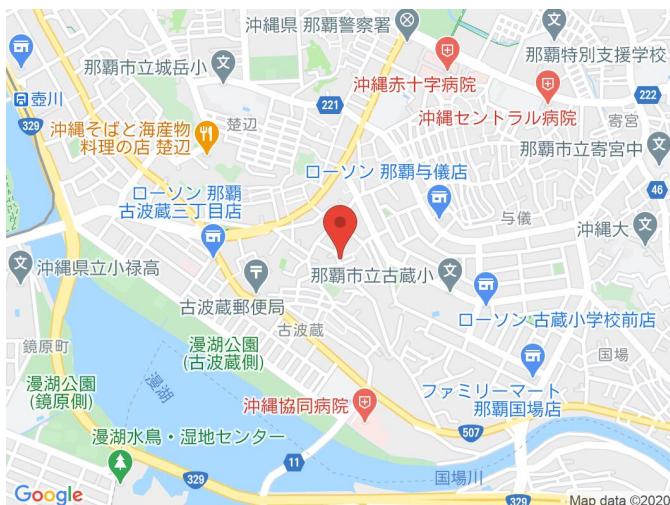 沖縄県 那覇警察署
那覇市立城岳小
沖縄赤十字病院
那覇特別支援学校
壺川
329
221
222
沖縄そばと海産物
料理の店 楚辺
楚辺
沖縄セントラル病院
寄宮
那覇市立寄宮中
ローソン 那覇
古波蔵三丁目店
ローソン 那覇与儀店
46
与儀
沖縄大
沖縄県立小禄高
古波蔵郵便局
那覇市立古蔵小
ローソン 古蔵小学校前店
古波蔵
鏡原町
漫湖公園
(古波蔵側)
国場
漫湖公園
(鏡原側)
漫湖
沖縄協同病院
ファミリーマート
那覇国場店
507
漫湖水鳥・湿地センター
11
国場川
329
329
Google
Map data ©2020